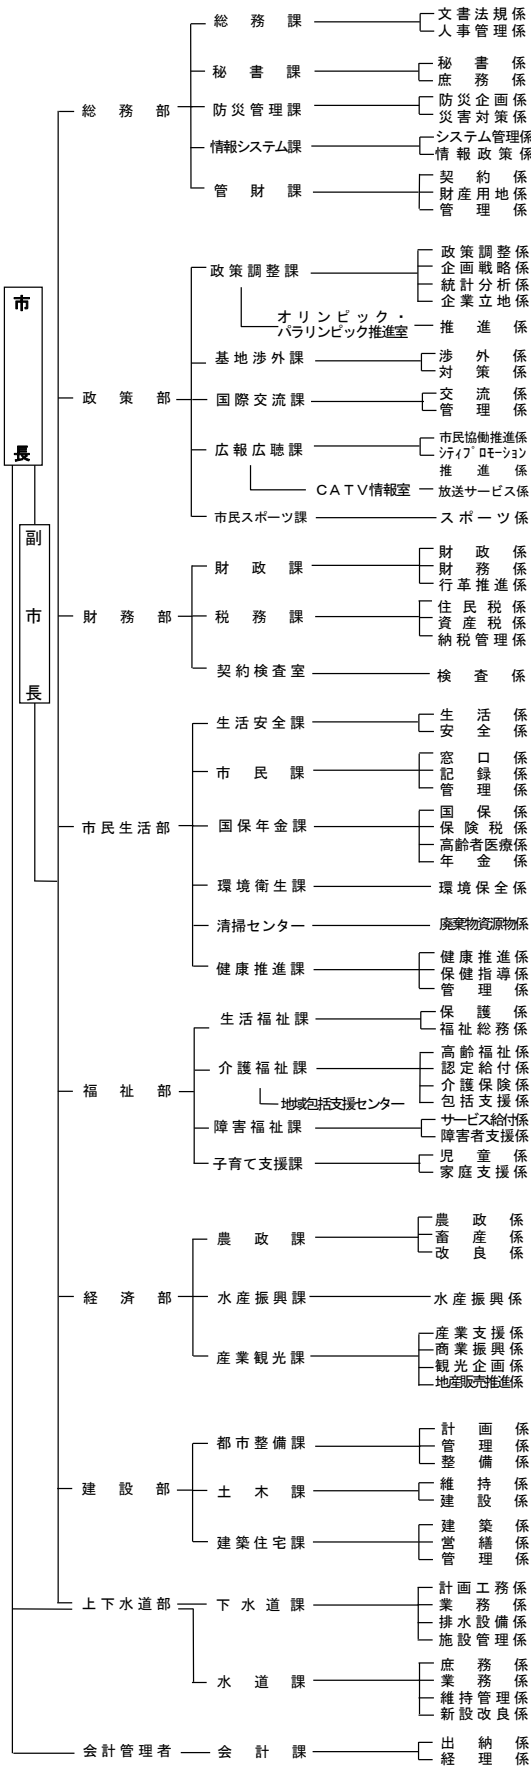 市長
副市長
総務部
総務課
文書法規係
人事管理係
秘書課
秘書係
庶務係
防災管理課
防災企画係
災害対策係
情報システム課
システム管理係
情報政策係
管財課
契約係
財産用地係
管理係
政策部
政策調整課
政策調整係
企画戦略係
統計分析係
企業立地係
オリンピック・
パラリンピック推進室
推進係
基地渉外課
渉外係
対策係
国際交流課
交流係
管理係
広報広聴課
市民協働推進係
シティプロモーション
推進係
CATV情報室
放送サービス係
市民スポーツ課
スポーツ係
財務部
財政課
財政係
財務係
行革推進係
税務課
住民税係
資産税係
納税管理係
契約検査室
検査係
市民生活部
生活安全課
生活係
安全係
市民課
窓口係
記録係
管理係
国保年金課
国保係
保険税係
高齢者医療係
年金係
環境衛生課
環境保全係
清掃センター
廃棄物資源物係
健康推進課
健康推進係
保健指導係
管理係
福祉部
生活福祉課
保護係
福祉総務係
介護福祉課
高齢福祉係
認定給付係
介護保険係
包括支援係
地域包括支援センター
障害福祉課
サービス給付係
障害者支援係
子育て支援課
児童係
家庭支援係
経済部
農政課
農政係
畜産係
改良係
水産振興課
水産振興係
産業観光課
産業支援係
商業振興係
観光企画係
地産販売推進係
建設部
都市整備課
計画係
管理係
整備係
土木課
維持係
建設係
建築住宅課
建築係
営繕係
管理係
上下水道部
下水道課
計画工務係
業務係
排水設備係
施設管理係
水道課
庶務係
業務係
維持管理係
新設改良係
会計管理者
会計課
出納係
経理係